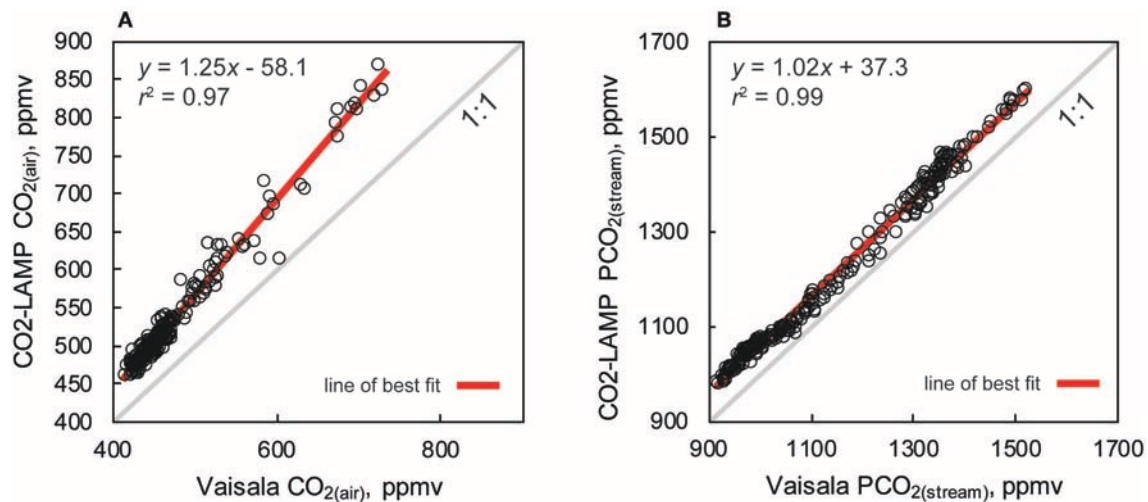 A
CO2-LAMP CO2(air), ppmv
900
850
800
750
700
650
600
550
500
450
400
y = 1.25x - 58.1
r² = 0.97
1:1
line of best fit
400 600 800
Vaisala CO2(air), ppmv
B
CO2-LAMP PCO2(stream), ppmv
1700
1500
1300
1100
900
y = 1.02x + 37.3
r² = 0.99
1:1
line of best fit
900 1100 1300 1500 1700
Vaisala PCO2(stream), ppmv